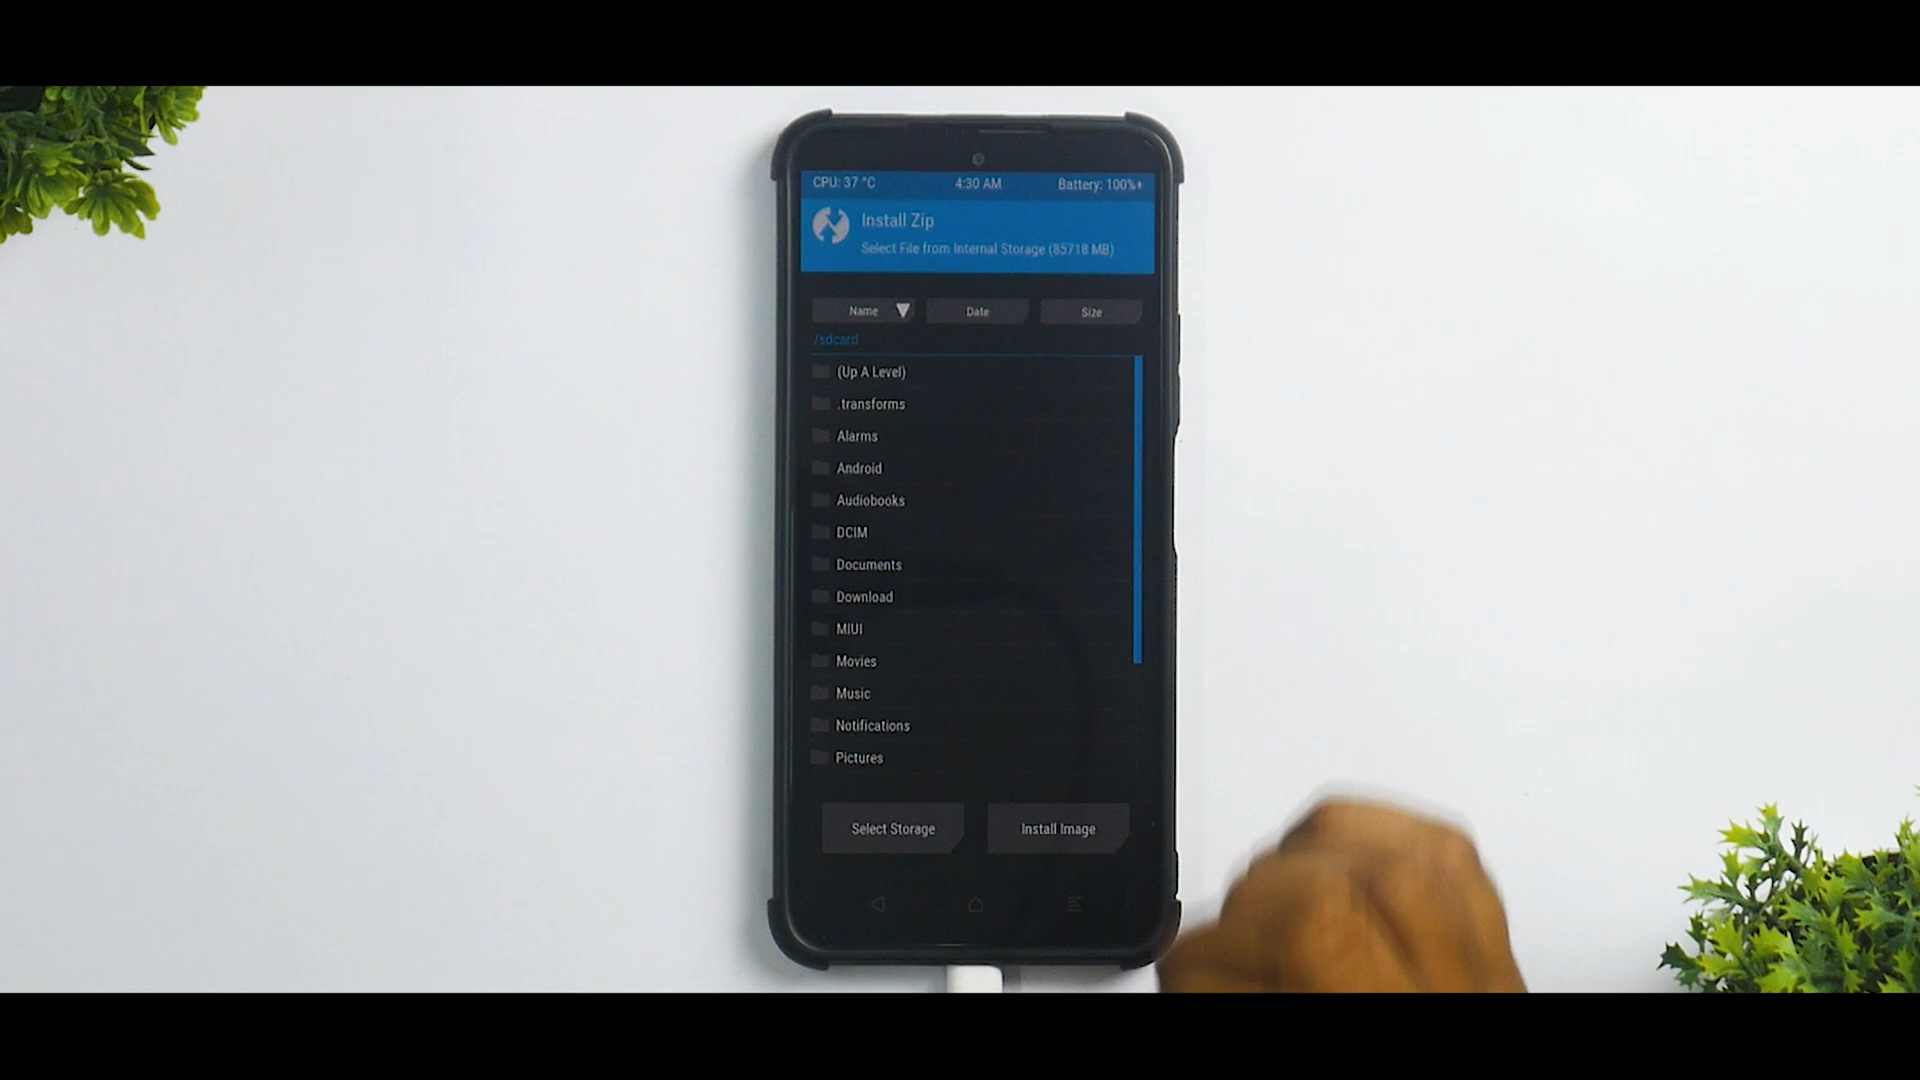 CPU: 37 °C 4:30 AM Battery: 100%+
Install Zip
Select File from Internal Storage (85718 MB)
Name Date Size
/sdcard
(Up A Level)
.transforms
Alarms
Android
Audiobooks
DCIM
Documents
Download
MIUI
Movies
Music
Notifications
Pictures
Select Storage Install Image